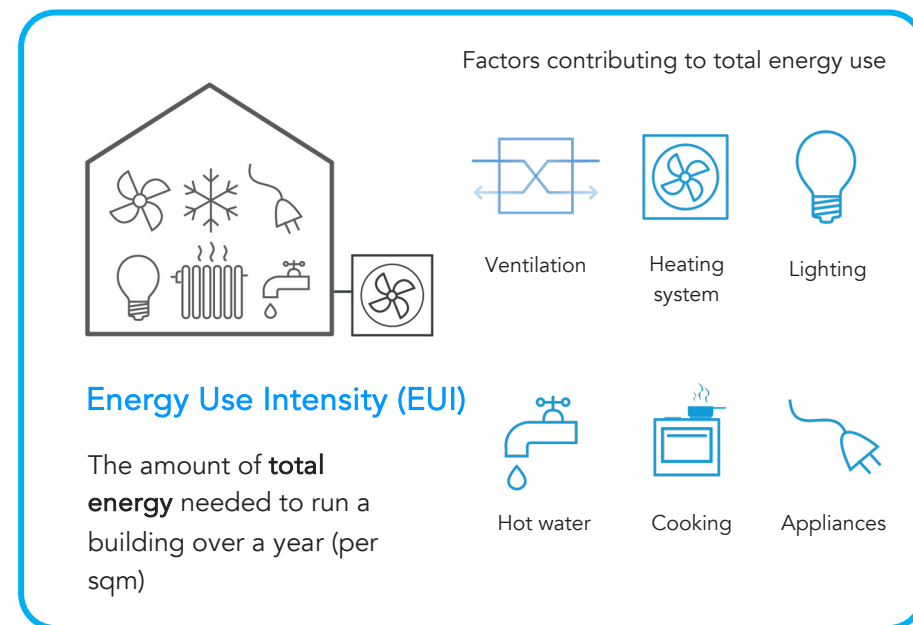 Factors contributing to total energy use
Ventilation
Heating
system
Lighting
Energy Use Intensity (EUI)
The amount of total
energy needed to run a
building over a year (per
sqm)
Hot water
Cooking
Appliances